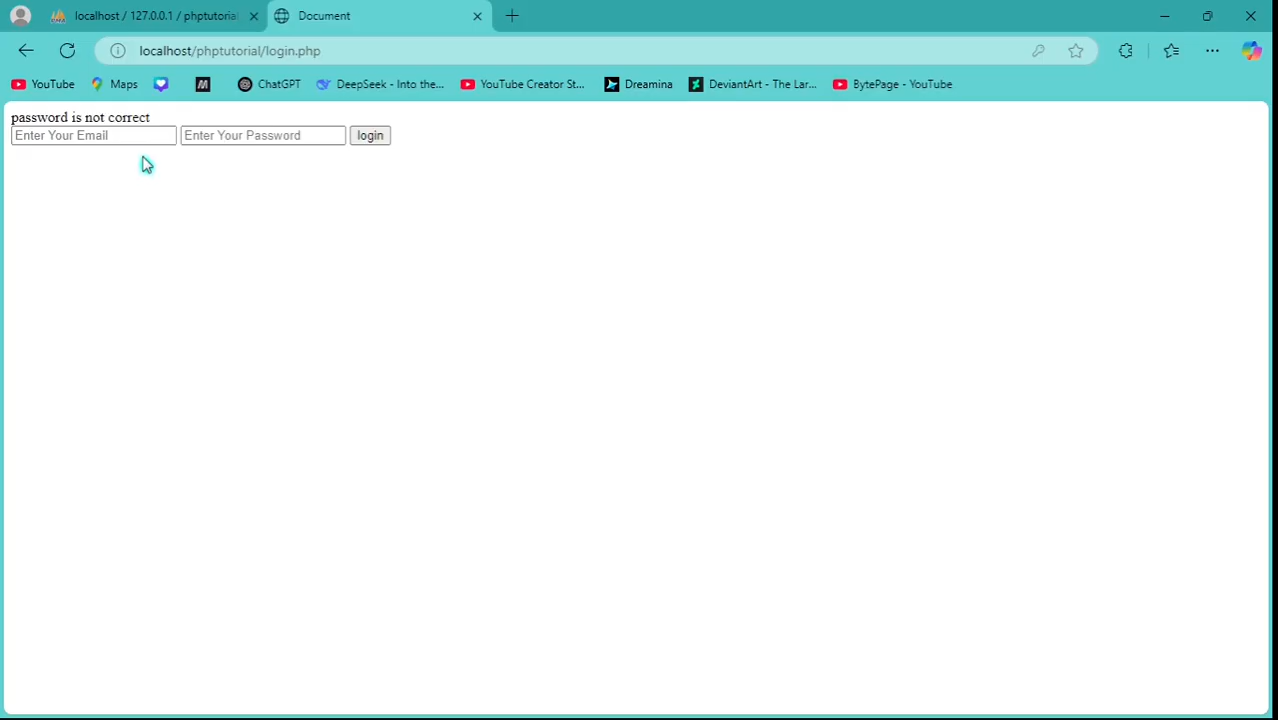 localhost / 127.0.0.1 / phptutorial
Document
localhost/phptutorial/login.php
YouTube
Maps
ChatGPT
DeepSeek - Into the...
YouTube Creator St...
Dreamina
DeviantArt - The Lar...
BytePage - YouTube
password is not correct
Enter Your Email
Enter Your Password
login